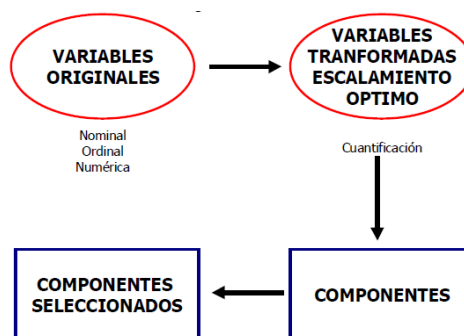 VARIABLES
ORIGINALES
VARIABLES
TRANFORMADAS
ESCALAMIENTO
OPTIMO
Nominal
Ordinal
Numérica
Cuantificación
COMPONENTES
SELECCIONADOS
COMPONENTES